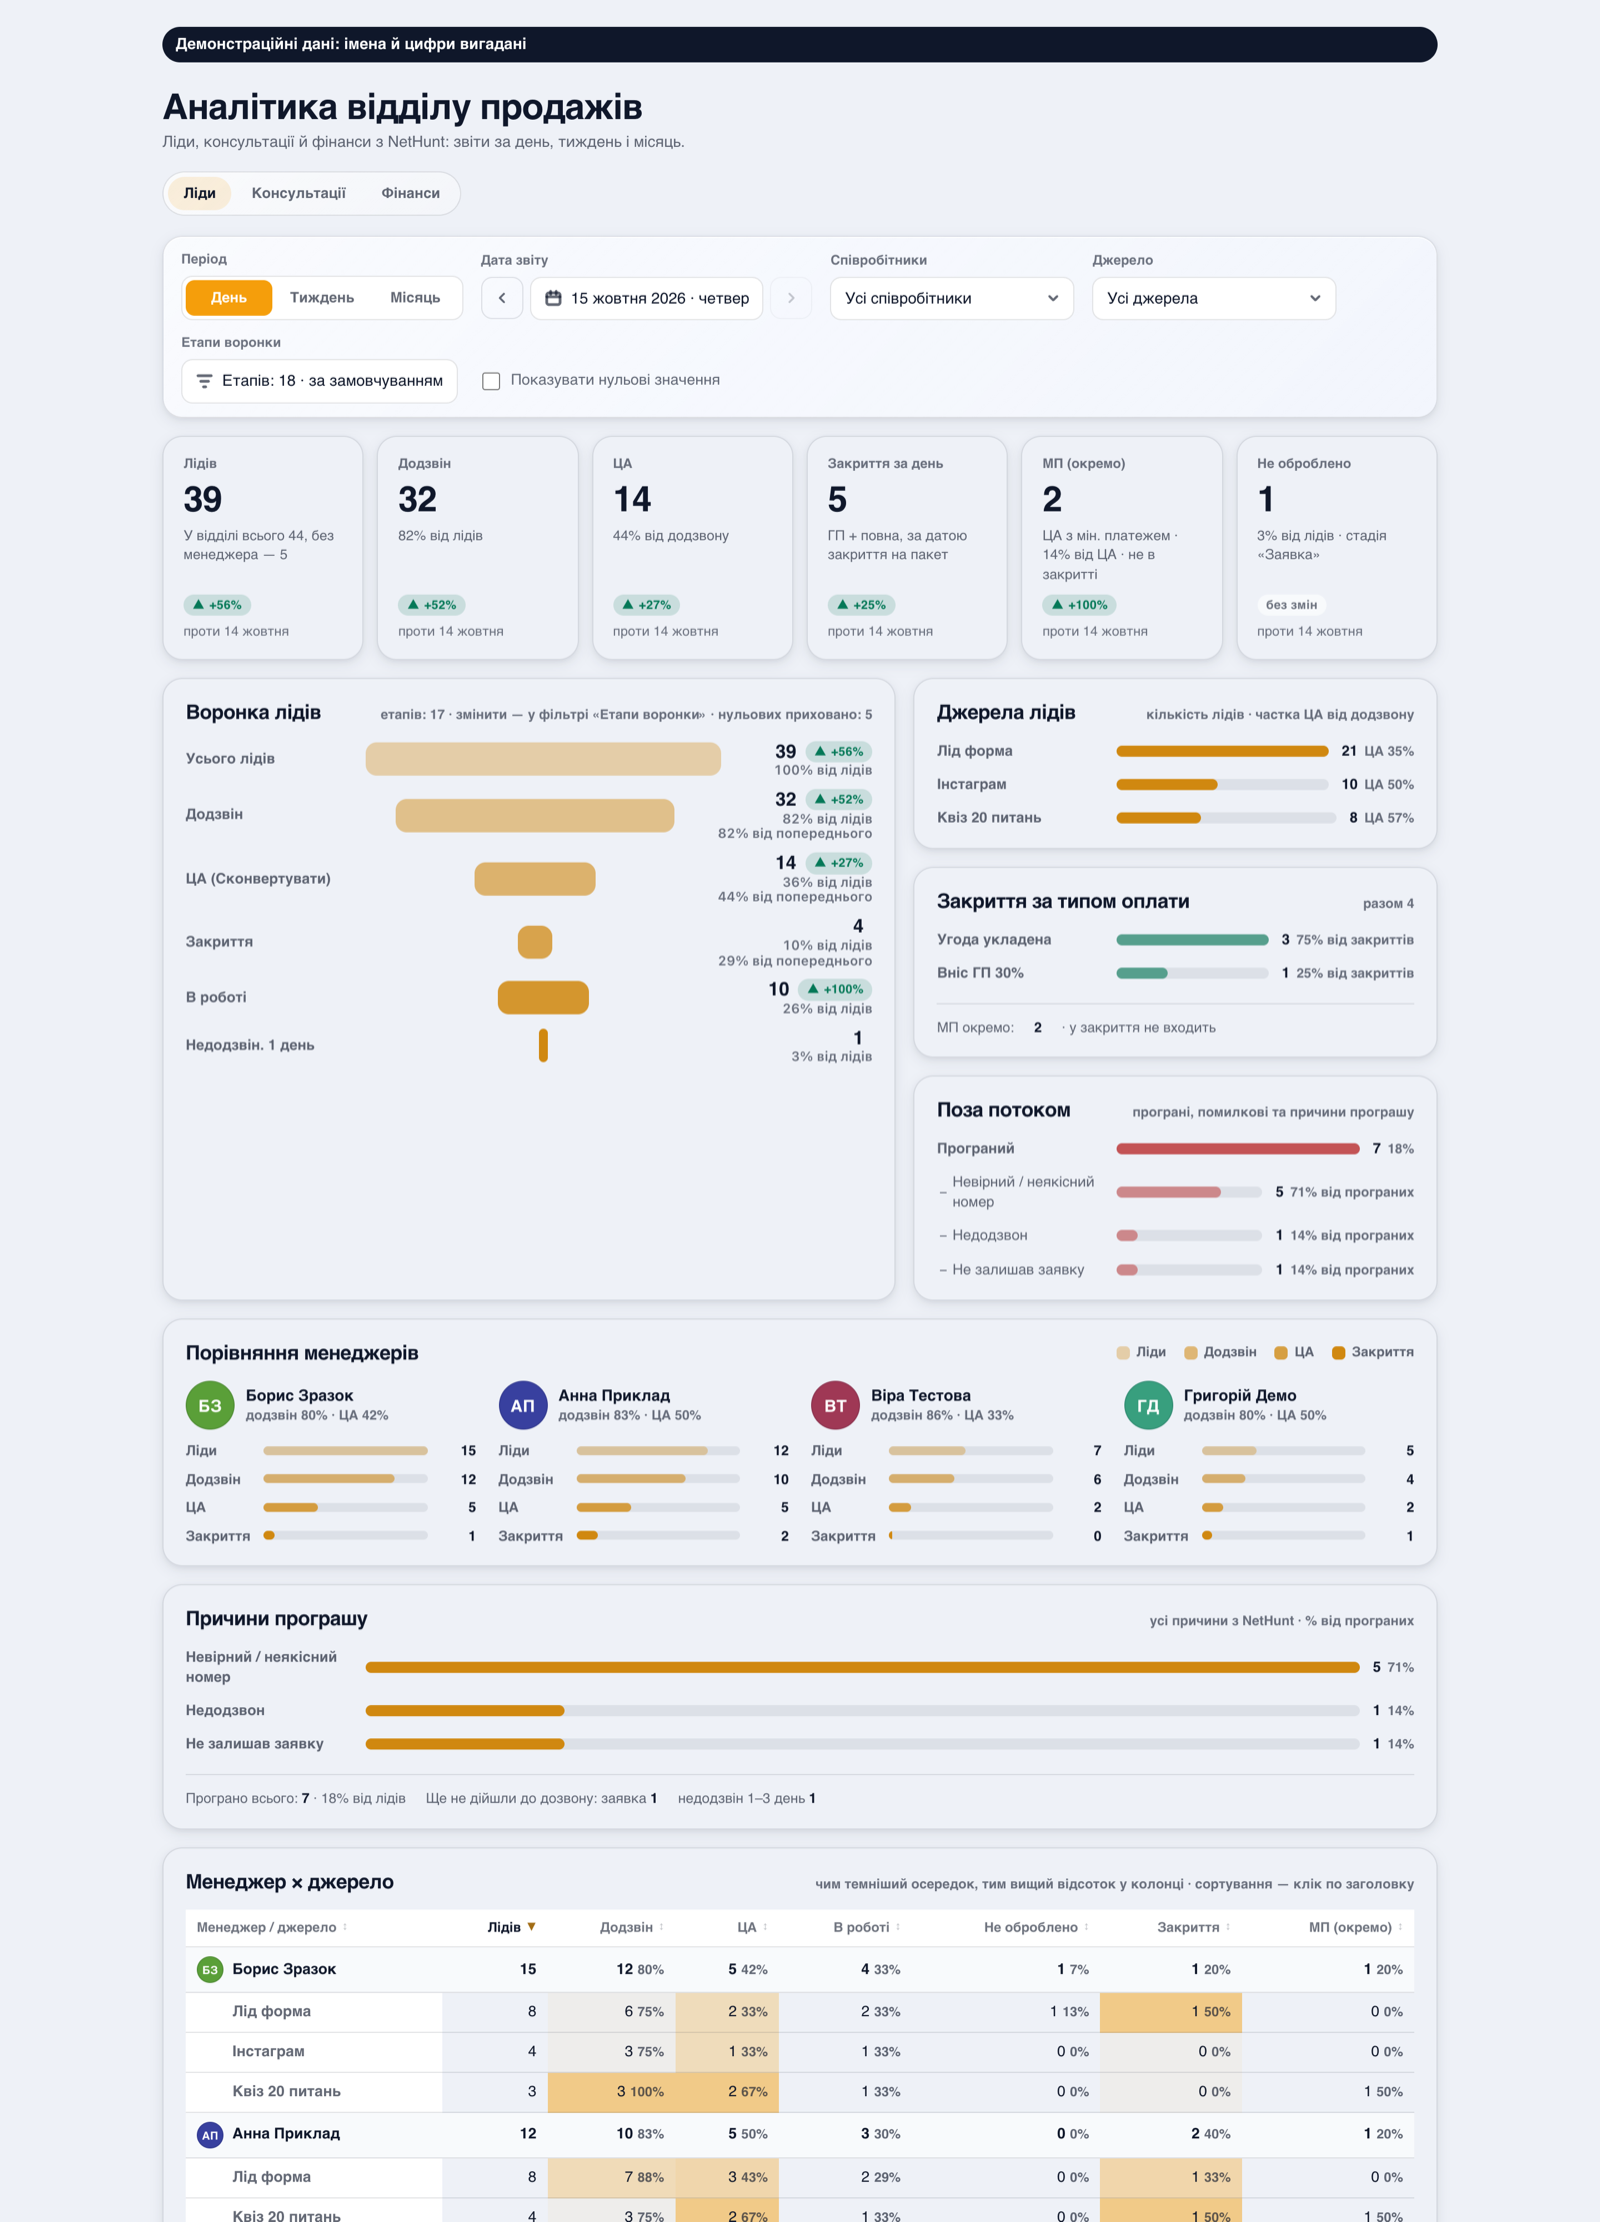 Демонстраційні дані: імена й цифри вигадані
Аналітика відділу продажів
Ліди, консультації й фінанси з NetHunt: звіти за день, тиждень і місяць.
Ліди Консультації Фінанси
Період Дата звіту Співробітники Джерело
День Тиждень Місяць 15 жовтня 2026 · четвер Усі співробітники Усі джерела
Етапи воронки
Етапів: 18 · за замовчуванням Показувати нульові значення
Лідів
39
У відділі всього 44, без
менеджера — 5
▲ +56%
проти 14 жовтня
Додзвін
32
82% від лідів
▲ +52%
проти 14 жовтня
ЦА
14
44% від додзвону
▲ +27%
проти 14 жовтня
Закриття за день
5
ГП + повна, за датою
закриття на пакет
▲ +25%
проти 14 жовтня
МП (окремо)
2
ЦА з мін. платежем ·
14% від ЦА · не в
закритті
▲ +100%
проти 14 жовтня
Не оброблено
1
3% від лідів · стадія
«Заявка»
без змін
проти 14 жовтня
Воронка лідів етапів: 17 · змінити — у фільтрі «Етапи воронки» · нульових приховано: 5
Усього лідів 39 ▲ +56%
100% від лідів
Додзвін 32 ▲ +52%
82% від лідів
82% від попереднього
ЦА (Сконвертувати) 14 ▲ +27%
36% від лідів
44% від попереднього
Закриття 4
10% від лідів
29% від попереднього
В роботі 10 ▲ +100%
26% від лідів
Недодзвін. 1 день 1
3% від лідів
Джерела лідів кількість лідів · частка ЦА від додзвону
Лід форма 21 ЦА 35%
Інстаграм 10 ЦА 50%
Квіз 20 питань 8 ЦА 57%
Закриття за типом оплати разом 4
Угода укладена 3 75% від закриттів
Вніс ГП 30% 1 25% від закриттів
МП окремо: 2 · у закриття не входить
Поза потоком програні, помилкові та причини програшу
Програний 7 18%
– Невірний / неякісний
номер 5 71% від програних
– Недодзвон 1 14% від програних
– Не залишав заявку 1 14% від програних
Порівняння менеджерів Ліди Додзвін ЦА Закриття
БЗ Борис Зразок
додзвін 80% · ЦА 42%
Ліди 15
Додзвін 12
ЦА 5
Закриття 1
АП Анна Приклад
додзвін 83% · ЦА 50%
Ліди 12
Додзвін 10
ЦА 5
Закриття 2
ВТ Віра Тестова
додзвін 86% · ЦА 33%
Ліди 7
Додзвін 6
ЦА 2
Закриття 0
ГД Григорій Демо
додзвін 80% · ЦА 50%
Ліди 5
Додзвін 4
ЦА 2
Закриття 1
Причини програшу усі причини з NetHunt · % від програних
Невірний / неякісний
номер 5 71%
Недодзвон 1 14%
Не залишав заявку 1 14%
Програно всього: 7 · 18% від лідів Ще не дійшли до дозвону: заявка 1 недодзвін 1–3 день 1
Менеджер × джерело чим темніший осередок, тим вищий відсоток у колонці · сортування — клік по заголовку
Менеджер / джерело Лідів ▼ Додзвін ЦА В роботі Не оброблено Закриття МП (окремо)
БЗ Борис Зразок 15 12 80% 5 42% 4 33% 1 7% 1 20% 1 20%
Лід форма 8 6 75% 2 33% 2 33% 1 13% 1 50% 0 0%
Інстаграм 4 3 75% 1 33% 1 33% 0 0% 0 0% 0 0%
Квіз 20 питань 3 3 100% 2 67% 1 33% 0 0% 0 0% 1 50%
АП Анна Приклад 12 10 83% 5 50% 3 30% 0 0% 2 40% 1 20%
Лід форма 8 7 88% 3 43% 2 29% 0 0% 1 33% 0 0%
Квіз 20 питань 4 3 75% 2 67% 1 33% 0 0% 1 50% 1 50%